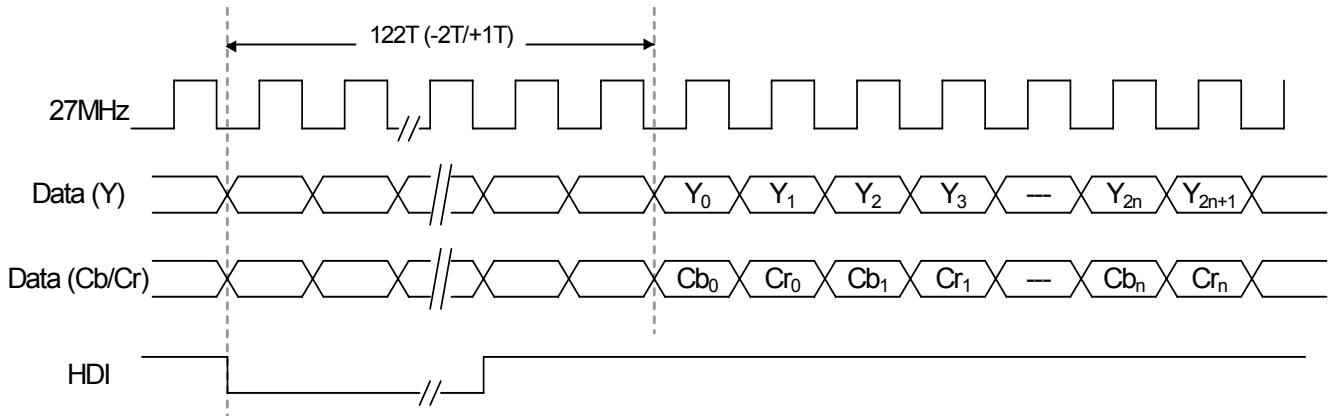 122T (-2T/+1T)
27MHz
Data (Y) Y₀ Y₁ Y₂ Y₃ --- Y₂ₙ Y₂ₙ₊₁
Data (Cb/Cr) Cb₀ Cr₀ Cb₁ Cr₁ --- Cbₙ Crₙ
HDI